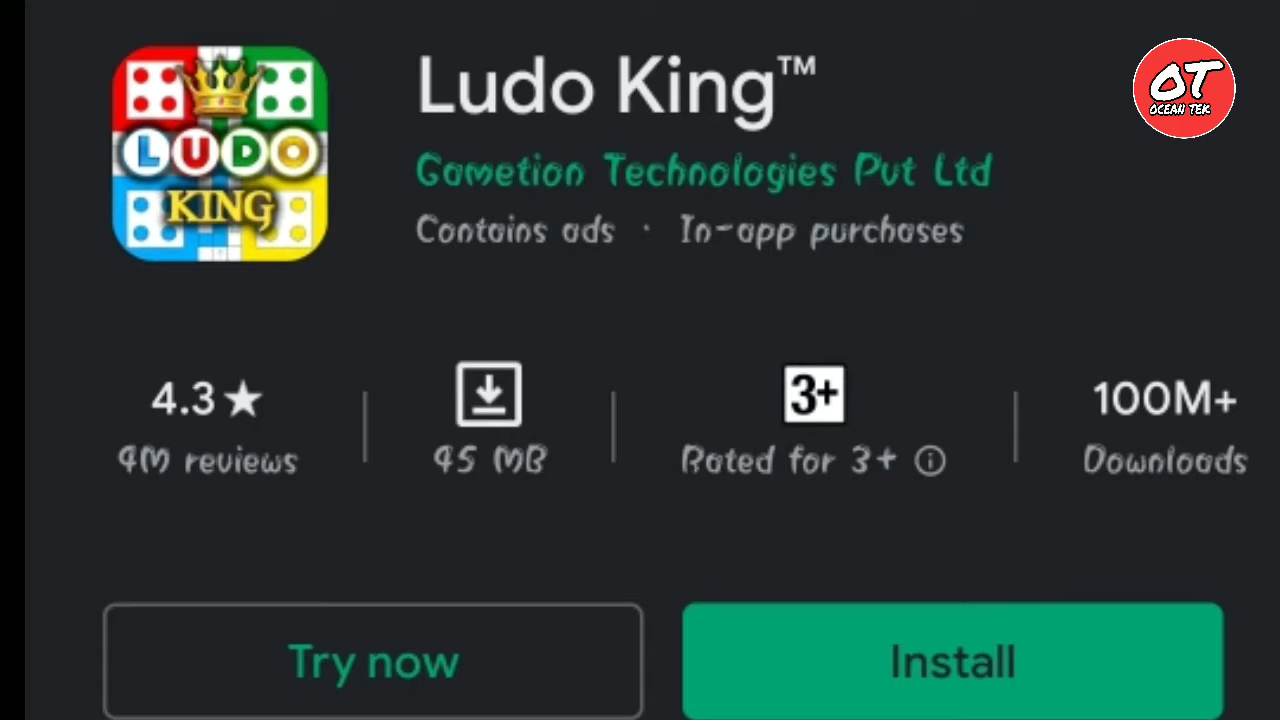 LUDO
KING
Ludo King™
Gametion Technologies Pvt Ltd
Contains ads · In-app purchases
OT
OCEAN TEK
4.3★
4M reviews
45 MB
3+
Rated for 3+
100M+
Downloads
Try now
Install